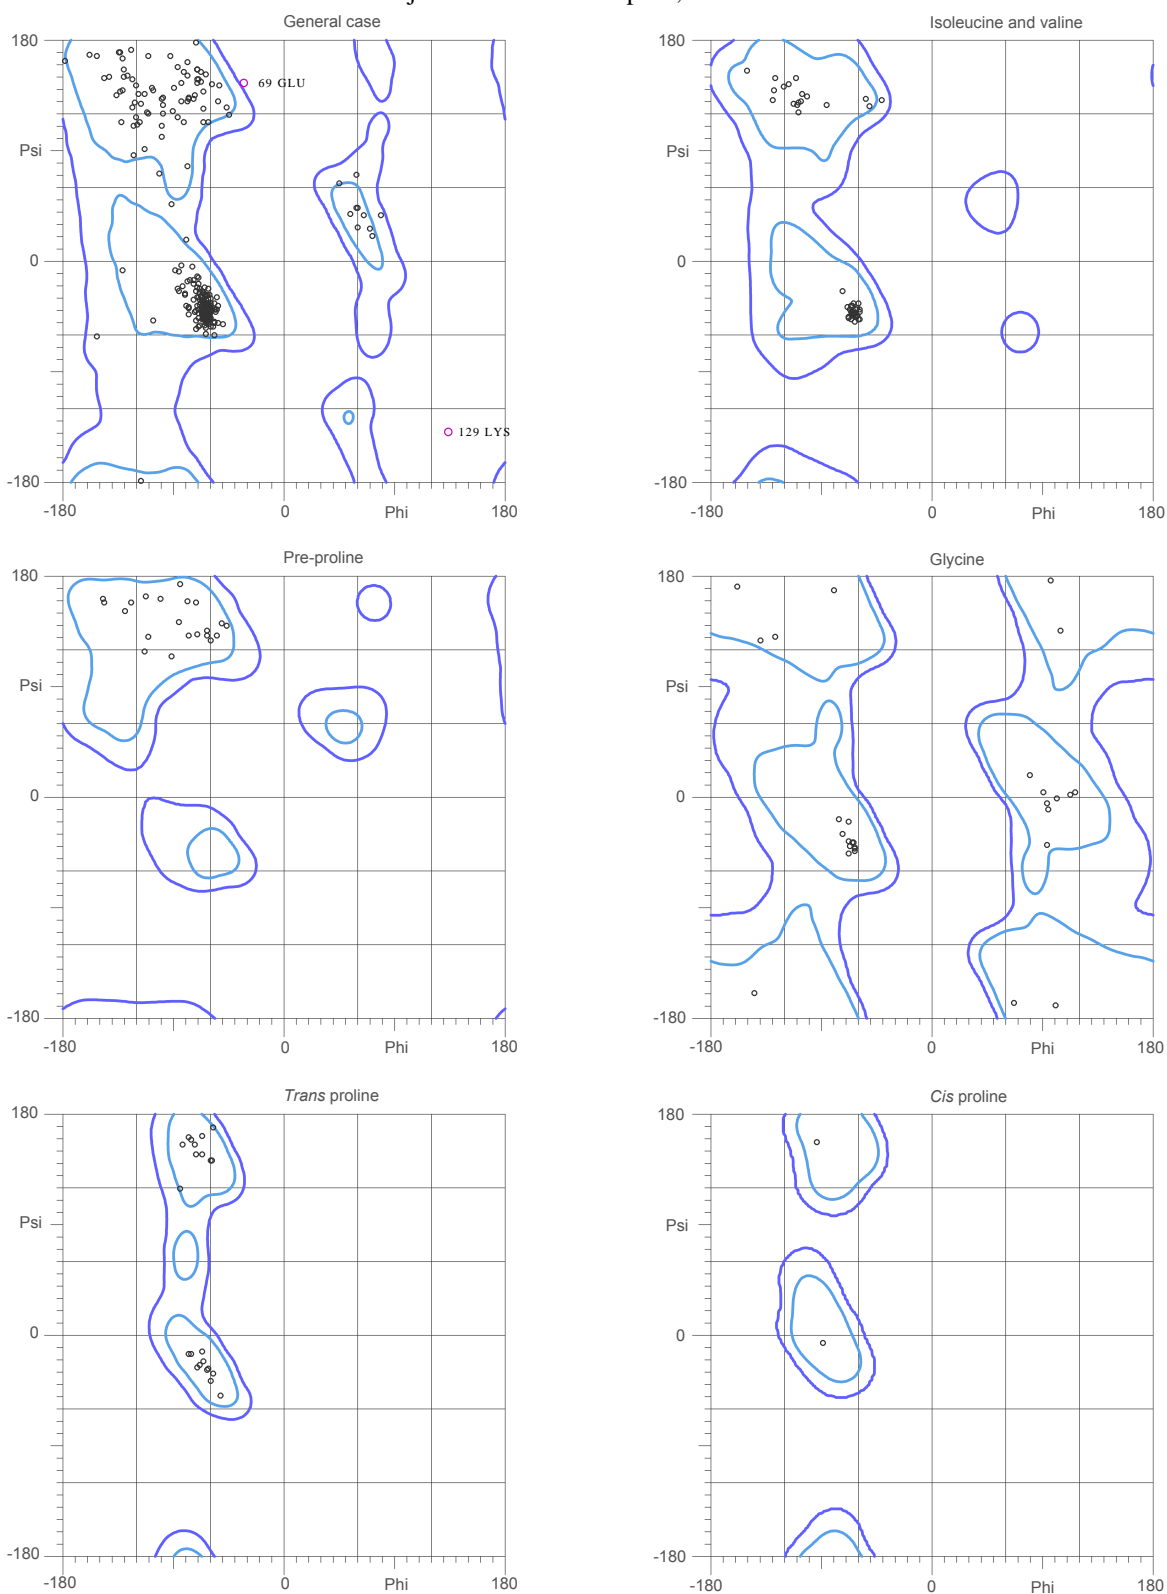 General case
Isoleucine and valine
180
180
69 GLU
Psi
Psi
0
0
129 LYS
-180
-180
-180
0
Phi
180
-180
0
Phi
180
Pre-proline
Glycine
180
180
Psi
Psi
0
0
-180
-180
-180
0
Phi
180
-180
0
Phi
180
Trans proline
Cis proline
180
180
Psi
Psi
0
0
-180
-180
-180
0
Phi
180
-180
0
Phi
180